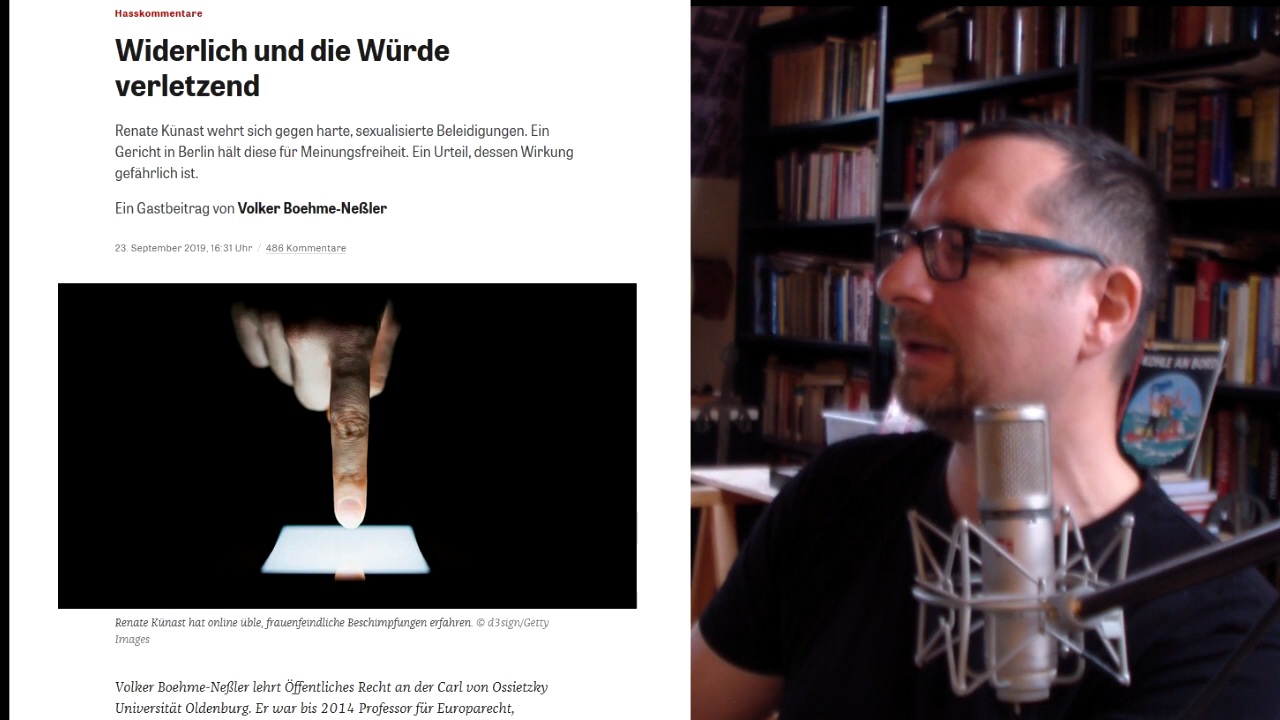 Hasskommentare
Widerlich und die Würde
verletzend
Renate Künast wehrt sich gegen harte, sexualisierte Beleidigungen. Ein
Gericht in Berlin hält diese für Meinungsfreiheit. Ein Urteil, dessen Wirkung
gefährlich ist.
Ein Gastbeitrag von Volker Boehme-Neßler
23. September 2019, 16:31 Uhr / 486 Kommentare
Renate Künast hat online üble, frauenfeindliche Beschimpfungen erfahren. © d3sign/Getty
Images
Volker Boehme-Neßler lehrt Öffentliches Recht an der Carl von Ossietzky
Universität Oldenburg. Er war bis 2014 Professor für Europarecht,
KOHLE AN BORD